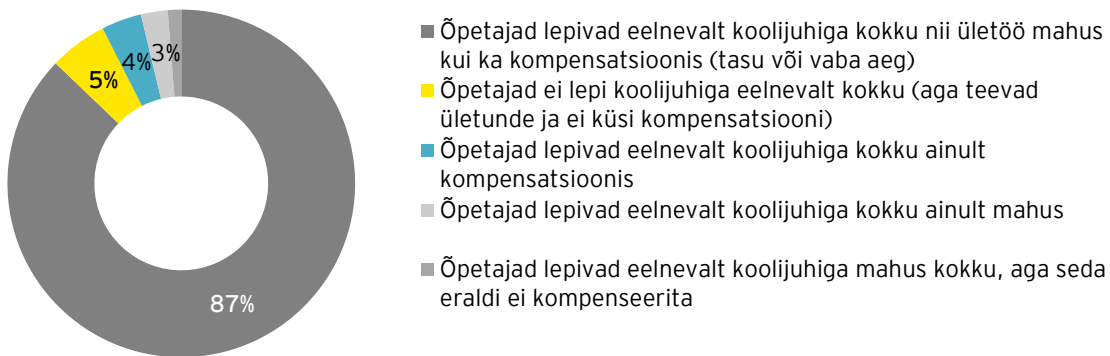 Õpetajad lepivad eelnevalt koolijuhiga kokku nii ületöö mahus
kui ka kompensatsioonis (tasu või vaba aeg)
Õpetajad ei lepi koolijuhiga eelnevalt kokku (aga teevad
ületunde ja ei küsi kompensatsiooni)
Õpetajad lepivad eelnevalt koolijuhiga kokku ainult
kompensatsioonis
Õpetajad lepivad eelnevalt koolijuhiga kokku ainult mahus
Õpetajad lepivad eelnevalt koolijuhiga mahus kokku, aga seda
eraldi ei kompenseerita
87%
5%
4%
3%